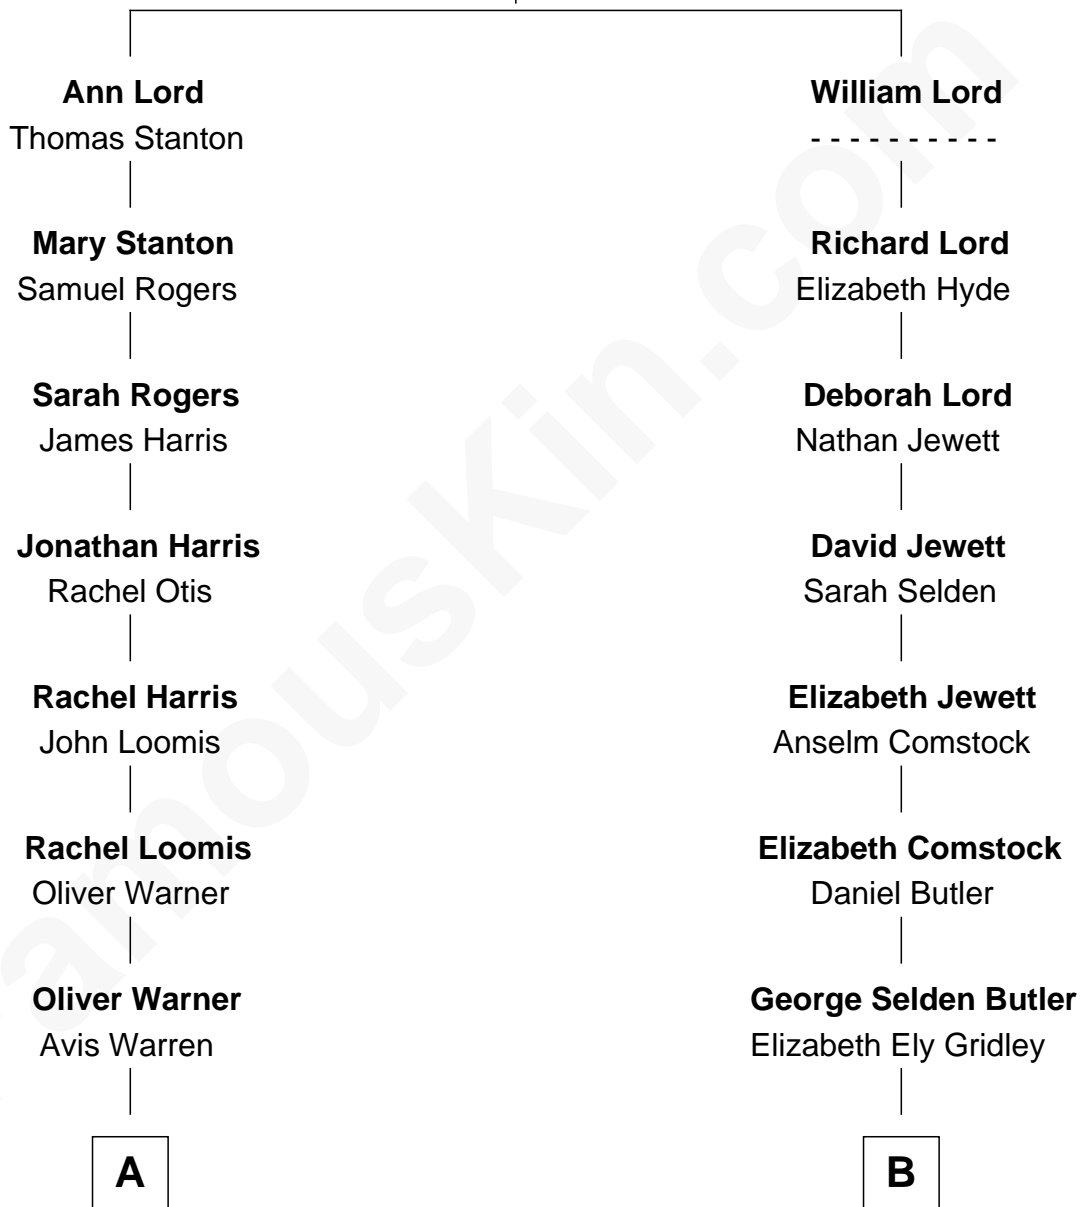 Ann Lord
Thomas Stanton
William Lord
- - - - - - - - - -
Mary Stanton
Samuel Rogers
Richard Lord
Elizabeth Hyde
Sarah Rogers
James Harris
Deborah Lord
Nathan Jewett
Jonathan Harris
Rachel Otis
David Jewett
Sarah Selden
Rachel Harris
John Loomis
Elizabeth Jewett
Anselm Comstock
Rachel Loomis
Oliver Warner
Elizabeth Comstock
Daniel Butler
Oliver Warner
Avis Warren
George Selden Butler
Elizabeth Ely Gridley
A
B
amouskin.com